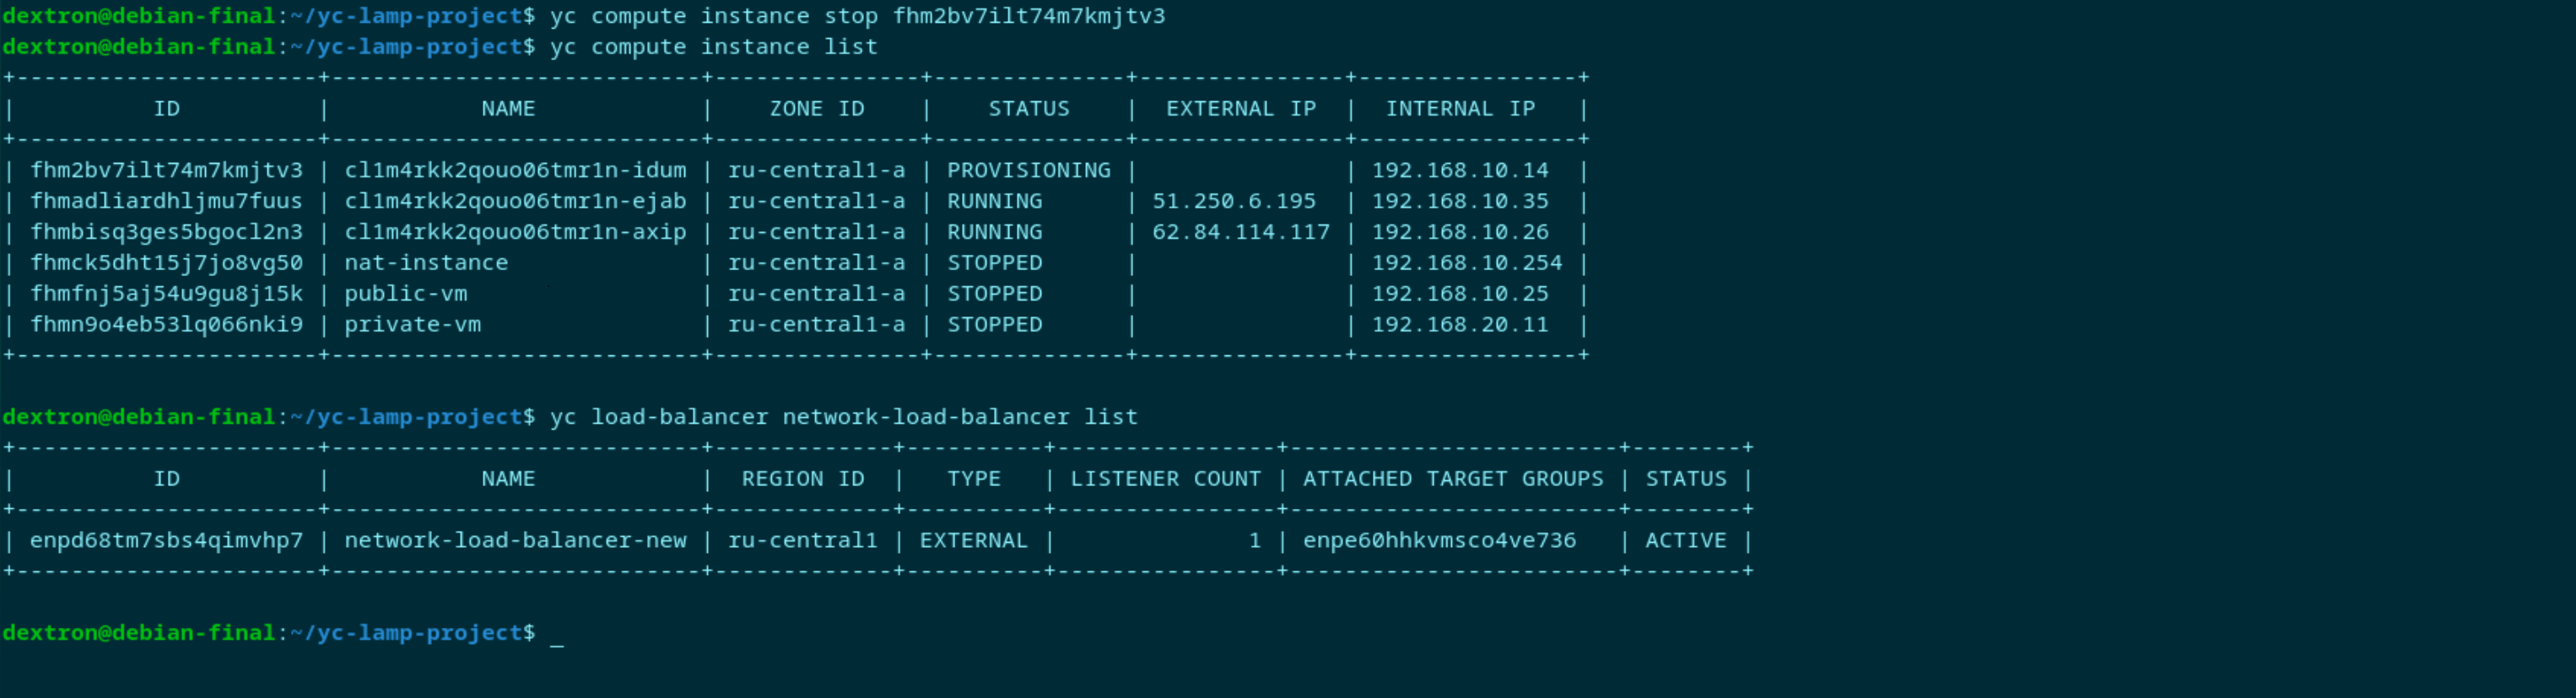 dextron@debian-final:~/yc-lamp-project$ yc compute instance stop fhm2bv7ilt74m7kmjtv3
dextron@debian-final:~/yc-lamp-project$ yc compute instance list
+----------------------+---------------------------+---------------+--------------+---------------+----------------+
|          ID          |           NAME            |    ZONE ID    |    STATUS    |  EXTERNAL IP  |  INTERNAL IP   |
+----------------------+---------------------------+---------------+--------------+---------------+----------------+
| fhm2bv7ilt74m7kmjtv3 | cl1m4rkk2qouo06tmr1n-idum | ru-central1-a | PROVISIONING |               | 192.168.10.14  |
| fhmadliardhljmu7fuus | cl1m4rkk2qouo06tmr1n-ejab | ru-central1-a | RUNNING      | 51.250.6.195  | 192.168.10.35  |
| fhmbisq3ges5bgocl2n3 | cl1m4rkk2qouo06tmr1n-axip | ru-central1-a | RUNNING      | 62.84.114.117 | 192.168.10.26  |
| fhmck5dht15j7jo8vg50 | nat-instance              | ru-central1-a | STOPPED      |               | 192.168.10.254 |
| fhmfnj5aj54u9gu8j15k | public-vm                 | ru-central1-a | STOPPED      |               | 192.168.10.25  |
| fhmn9o4eb53lq066nki9 | private-vm                | ru-central1-a | STOPPED      |               | 192.168.20.11  |
+----------------------+---------------------------+---------------+--------------+---------------+----------------+
dextron@debian-final:~/yc-lamp-project$ yc load-balancer network-load-balancer list
+----------------------+---------------------------+-------------+----------+----------------+------------------------+--------+
|          ID          |           NAME            |  REGION ID  |   TYPE   | LISTENER COUNT | ATTACHED TARGET GROUPS | STATUS |
+----------------------+---------------------------+-------------+----------+----------------+------------------------+--------+
| enpd68tm7sbs4qimvhp7 | network-load-balancer-new | ru-central1 | EXTERNAL |              1 | enpe60hhkvmsco4ve736   | ACTIVE |
+----------------------+---------------------------+-------------+----------+----------------+------------------------+--------+
dextron@debian-final:~/yc-lamp-project$ _